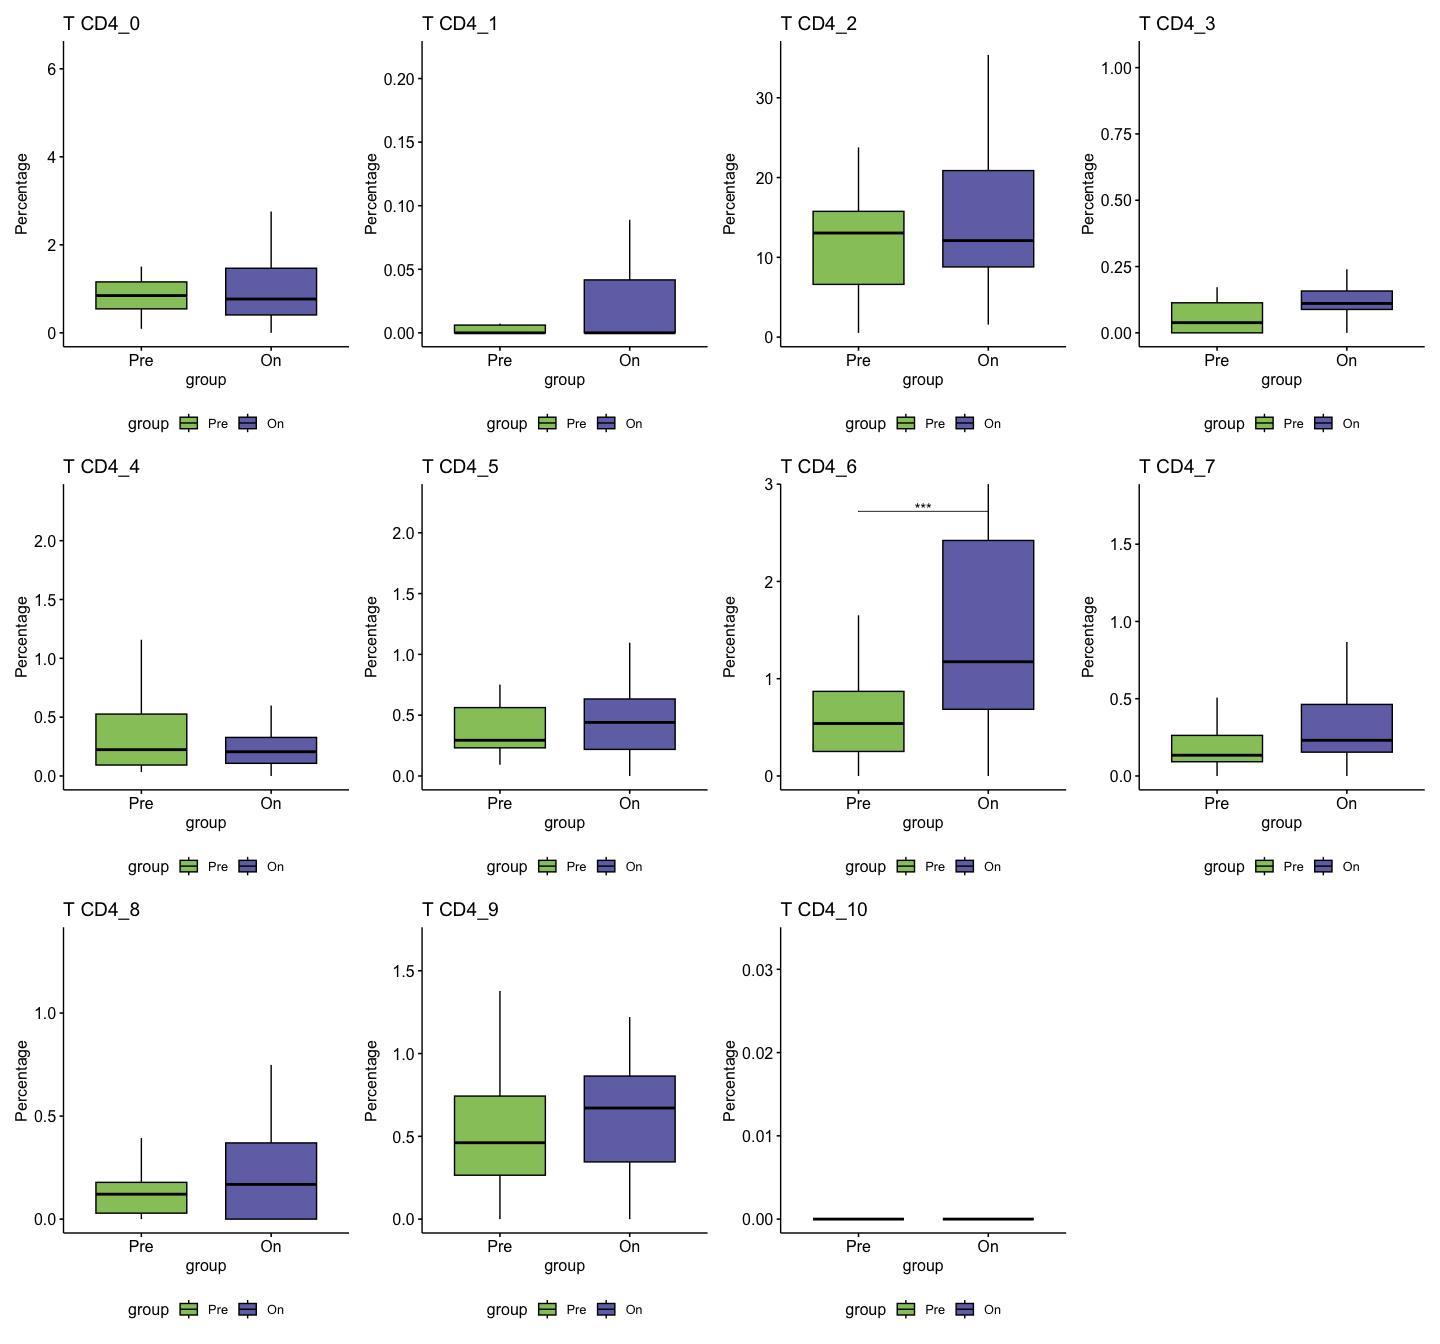 T CD4_0
6
4
2
0
Percentage
Pre On
group
group Pre On
T CD4_1
0.20
0.15
0.10
0.05
0.00
Percentage
Pre On
group
group Pre On
T CD4_2
30
20
10
0
Percentage
Pre On
group
group Pre On
T CD4_3
1.00
0.75
0.50
0.25
0.00
Percentage
Pre On
group
group Pre On
T CD4_4
2.0
1.5
1.0
0.5
0.0
Percentage
Pre On
group
group Pre On
T CD4_5
2.0
1.5
1.0
0.5
0.0
Percentage
Pre On
group
group Pre On
T CD4_6
3
***
2
1
0
Percentage
Pre On
group
group Pre On
T CD4_7
1.5
1.0
0.5
0.0
Percentage
Pre On
group
group Pre On
T CD4_8
1.0
0.5
0.0
Percentage
Pre On
group
group Pre On
T CD4_9
1.5
1.0
0.5
0.0
Percentage
Pre On
group
group Pre On
T CD4_10
0.03
0.02
0.01
0.00
Percentage
Pre On
group
group Pre On